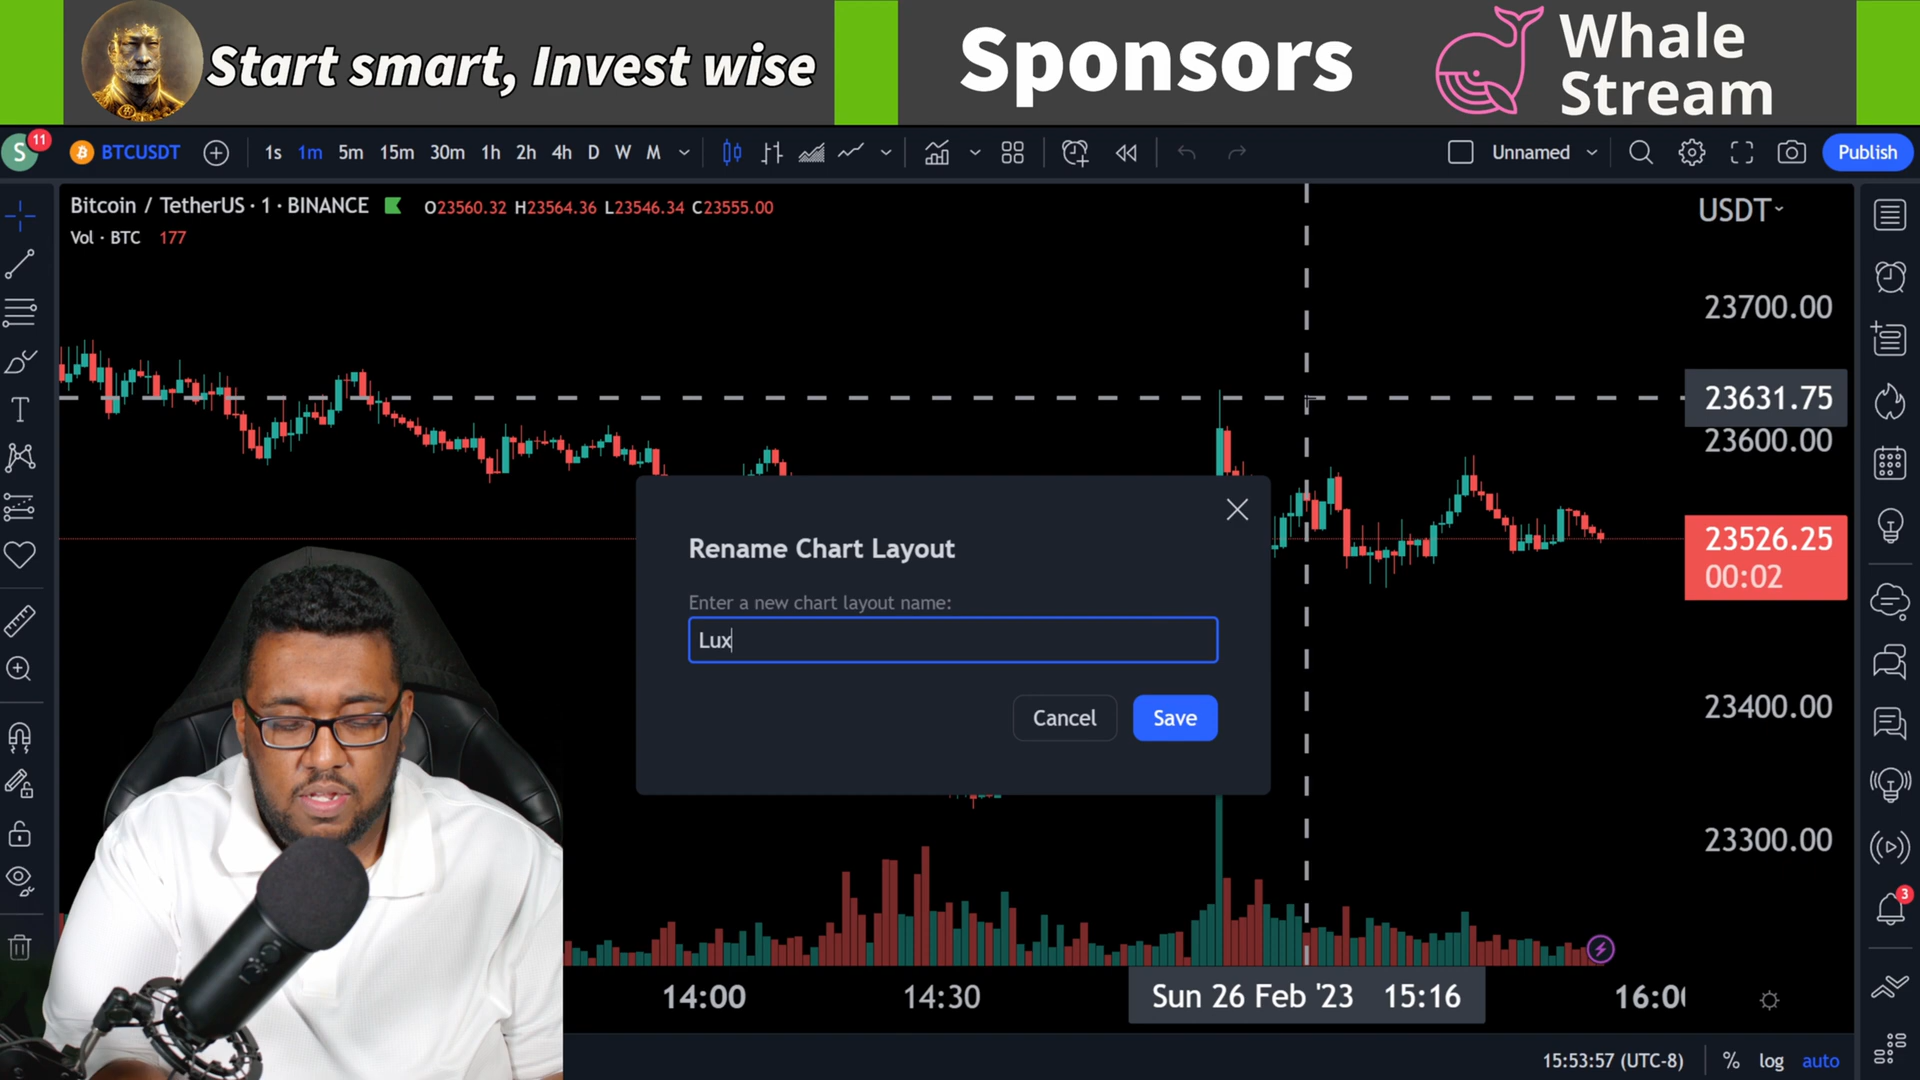 Start smart, Invest wise
Sponsors
Whale
Stream
S
11
BTCUSDT
1s 1m 5m 15m 30m 1h 2h 4h D W M
Unnamed
Publish
Bitcoin / TetherUS · 1 · BINANCE O23560.32 H23564.36 L23546.34 C23555.00
Vol · BTC 177
USDT
23700.00
23631.75
23600.00
23526.25
00:02
23400.00
23300.00
Rename Chart Layout
Enter a new chart layout name:
Lux
Cancel
Save
3
14:00
14:30
Sun 26 Feb '23 15:16
16:00
15:53:57 (UTC-8)
%
log
auto